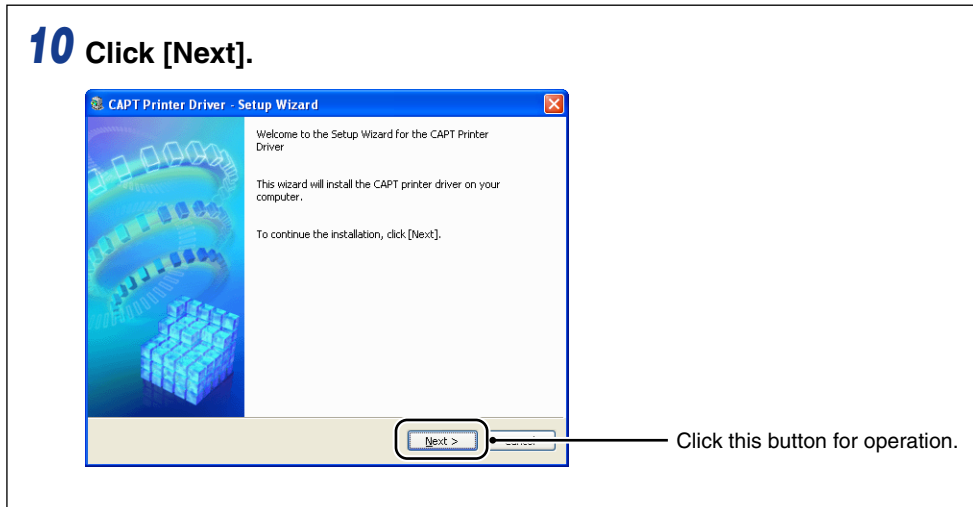 10 Click [Next].
CAPT Printer Driver - Setup Wizard
Welcome to the Setup Wizard for the CAPT Printer
Driver
This wizard will install the CAPT printer driver on your
computer.
To continue the installation, click [Next].
Next >
Click this button for operation.